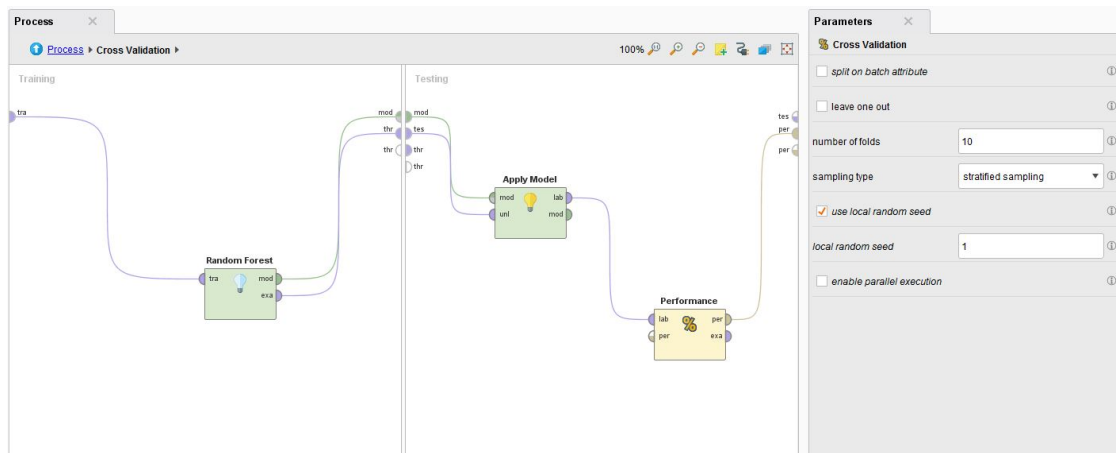 Process
Process ▸ Cross Validation ▸
100%
Training
tra
mod
thr
thr
Random Forest
tra
mod
exa
Testing
mod
tes
thr
thr
tes
per
per
Apply Model
mod
lab
unl
mod
Performance
lab
per
per
exa
Parameters
Cross Validation
split on batch attribute
leave one out
number of folds
10
sampling type
stratified sampling
use local random seed
local random seed
1
enable parallel execution